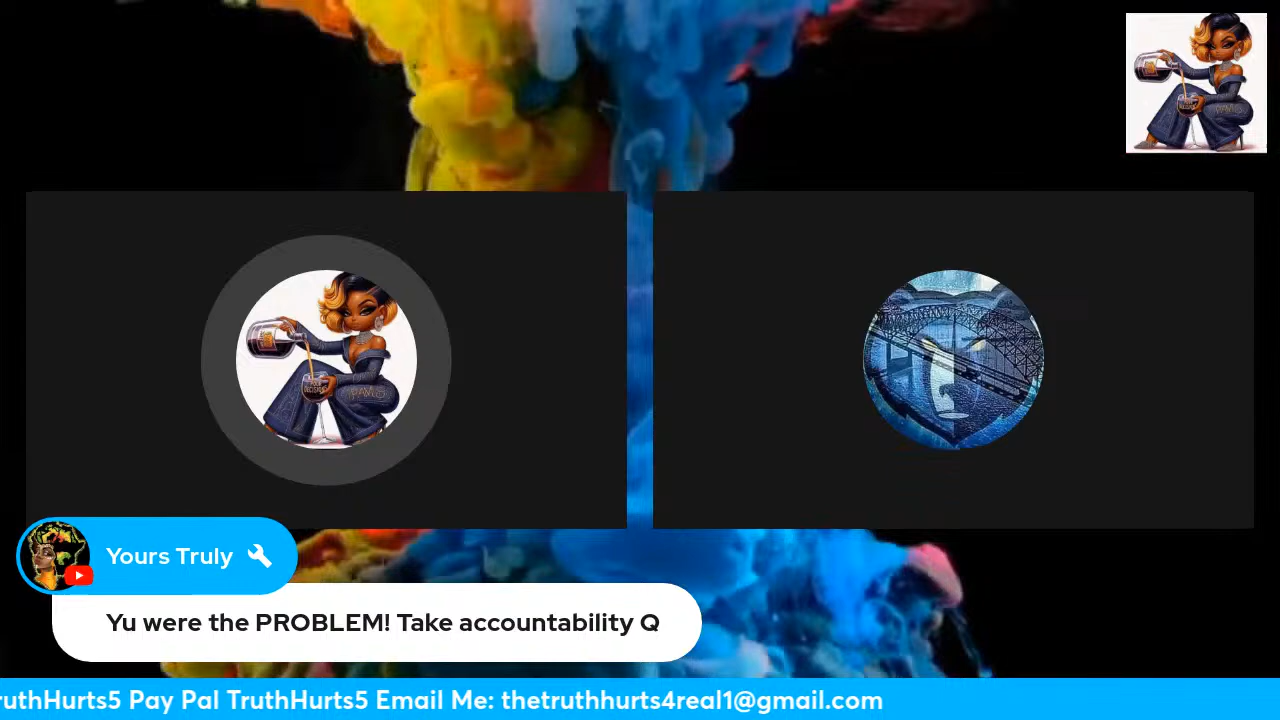 Yours Truly
Yu were the PROBLEM! Take accountability Q
ruthHurts5 Pay Pal TruthHurts5 Email Me: thetruthhurts4real1@gmail.com